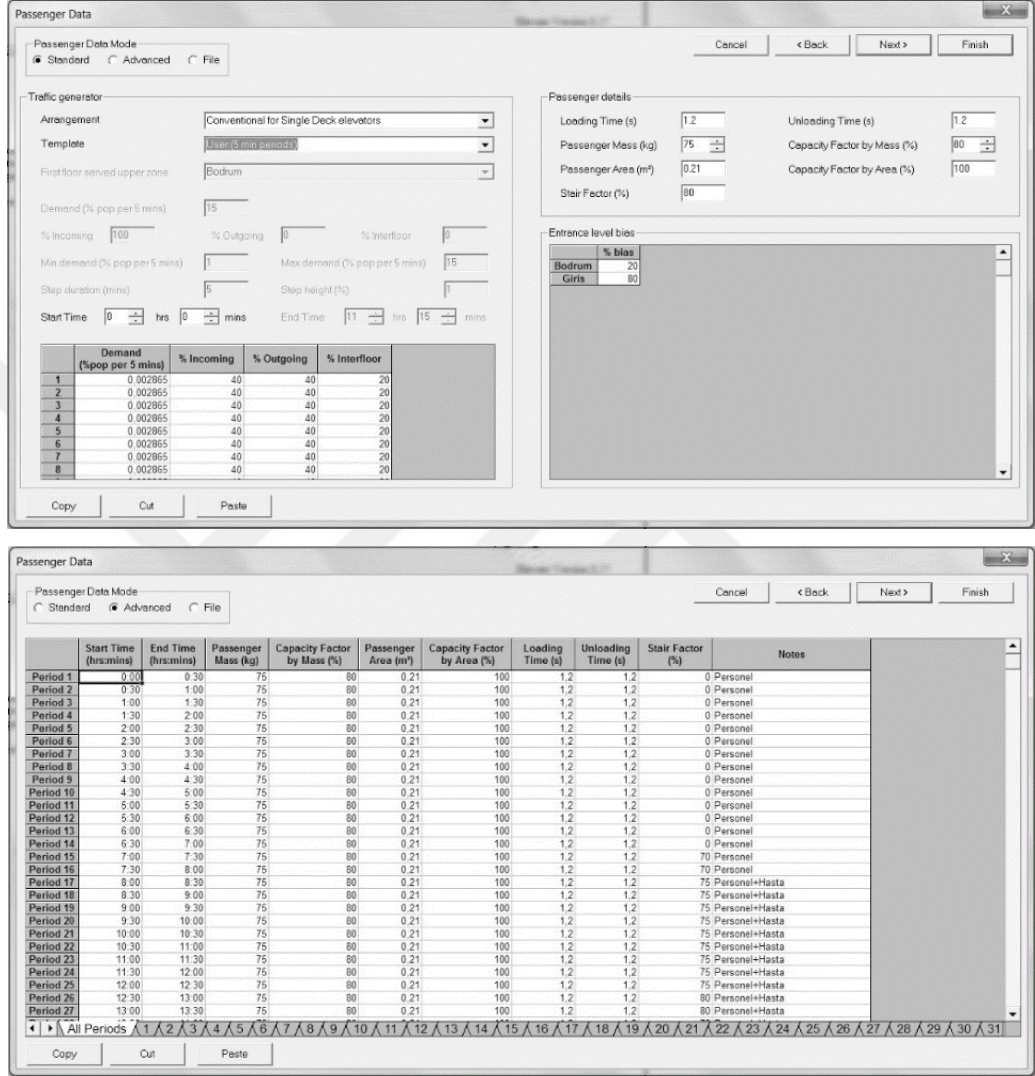 Passenger Data
Passenger Data Mode
Standard Advanced File
Cancel < Back Next > Finish
Traffic generator
Arrangement Conventional for Single Deck elevators
Template User (5 min periods)
First floor served upper zone Bodrum
Demand (% pop per 5 mins) 15
% Incoming 100 % Outgoing 0 % Interfloor 0
Min demand (% pop per 5 mins) 1 Max demand (% pop per 5 mins) 15
Step duration (mins) 5 Step height (%) 1
Start Time 0 hrs 0 mins End Time 11 hrs 15 mins
Demand (%pop per 5 mins) % Incoming % Outgoing % Interfloor
1 0.002865 40 40 20
2 0.002865 40 40 20
3 0.002865 40 40 20
4 0.002865 40 40 20
5 0.002865 40 40 20
6 0.002865 40 40 20
7 0.002865 40 40 20
8 0.002865 40 40 20
Passenger details
Loading Time (s) 1.2 Unloading Time (s) 1.2
Passenger Mass (kg) 75 Capacity Factor by Mass (%) 80
Passenger Area (m²) 0.21 Capacity Factor by Area (%) 100
Stair Factor (%) 80
Entrance level bias
% bias
Bodrum 20
Giris 80
Copy Cut Paste
Passenger Data
Passenger Data Mode
Standard Advanced File
Cancel < Back Next > Finish
Start Time (hrs:mins) End Time (hrs:mins) Passenger Mass (kg) Capacity Factor by Mass (%) Passenger Area (m²) Capacity Factor by Area (%) Loading Time (s) Unloading Time (s) Stair Factor (%) Notes
Period 1 0:00 0:30 75 80 0,21 100 1,2 1,2 0 Personel
Period 2 0:30 1:00 75 80 0,21 100 1,2 1,2 0 Personel
Period 3 1:00 1:30 75 80 0,21 100 1,2 1,2 0 Personel
Period 4 1:30 2:00 75 80 0,21 100 1,2 1,2 0 Personel
Period 5 2:00 2:30 75 80 0,21 100 1,2 1,2 0 Personel
Period 6 2:30 3:00 75 80 0,21 100 1,2 1,2 0 Personel
Period 7 3:00 3:30 75 80 0,21 100 1,2 1,2 0 Personel
Period 8 3:30 4:00 75 80 0,21 100 1,2 1,2 0 Personel
Period 9 4:00 4:30 75 80 0,21 100 1,2 1,2 0 Personel
Period 10 4:30 5:00 75 80 0,21 100 1,2 1,2 0 Personel
Period 11 5:00 5:30 75 80 0,21 100 1,2 1,2 0 Personel
Period 12 5:30 6:00 75 80 0,21 100 1,2 1,2 0 Personel
Period 13 6:00 6:30 75 80 0,21 100 1,2 1,2 0 Personel
Period 14 6:30 7:00 75 80 0,21 100 1,2 1,2 0 Personel
Period 15 7:00 7:30 75 80 0,21 100 1,2 1,2 70 Personel
Period 16 7:30 8:00 75 80 0,21 100 1,2 1,2 70 Personel
Period 17 8:00 8:30 75 80 0,21 100 1,2 1,2 75 Personel+Hasta
Period 18 8:30 9:00 75 80 0,21 100 1,2 1,2 75 Personel+Hasta
Period 19 9:00 9:30 75 80 0,21 100 1,2 1,2 75 Personel+Hasta
Period 20 9:30 10:00 75 80 0,21 100 1,2 1,2 75 Personel+Hasta
Period 21 10:00 10:30 75 80 0,21 100 1,2 1,2 75 Personel+Hasta
Period 22 10:30 11:00 75 80 0,21 100 1,2 1,2 75 Personel+Hasta
Period 23 11:00 11:30 75 80 0,21 100 1,2 1,2 75 Personel+Hasta
Period 24 11:30 12:00 75 80 0,21 100 1,2 1,2 75 Personel+Hasta
Period 25 12:00 12:30 75 80 0,21 100 1,2 1,2 75 Personel+Hasta
Period 26 12:30 13:00 75 80 0,21 100 1,2 1,2 80 Personel+Hasta
Period 27 13:00 13:30 75 80 0,21 100 1,2 1,2 80 Personel+Hasta
All Periods 1 2 3 4 5 6 7 8 9 10 11 12 13 14 15 16 17 18 19 20 21 22 23 24 25 26 27 28 29 30 31
Copy Cut Paste